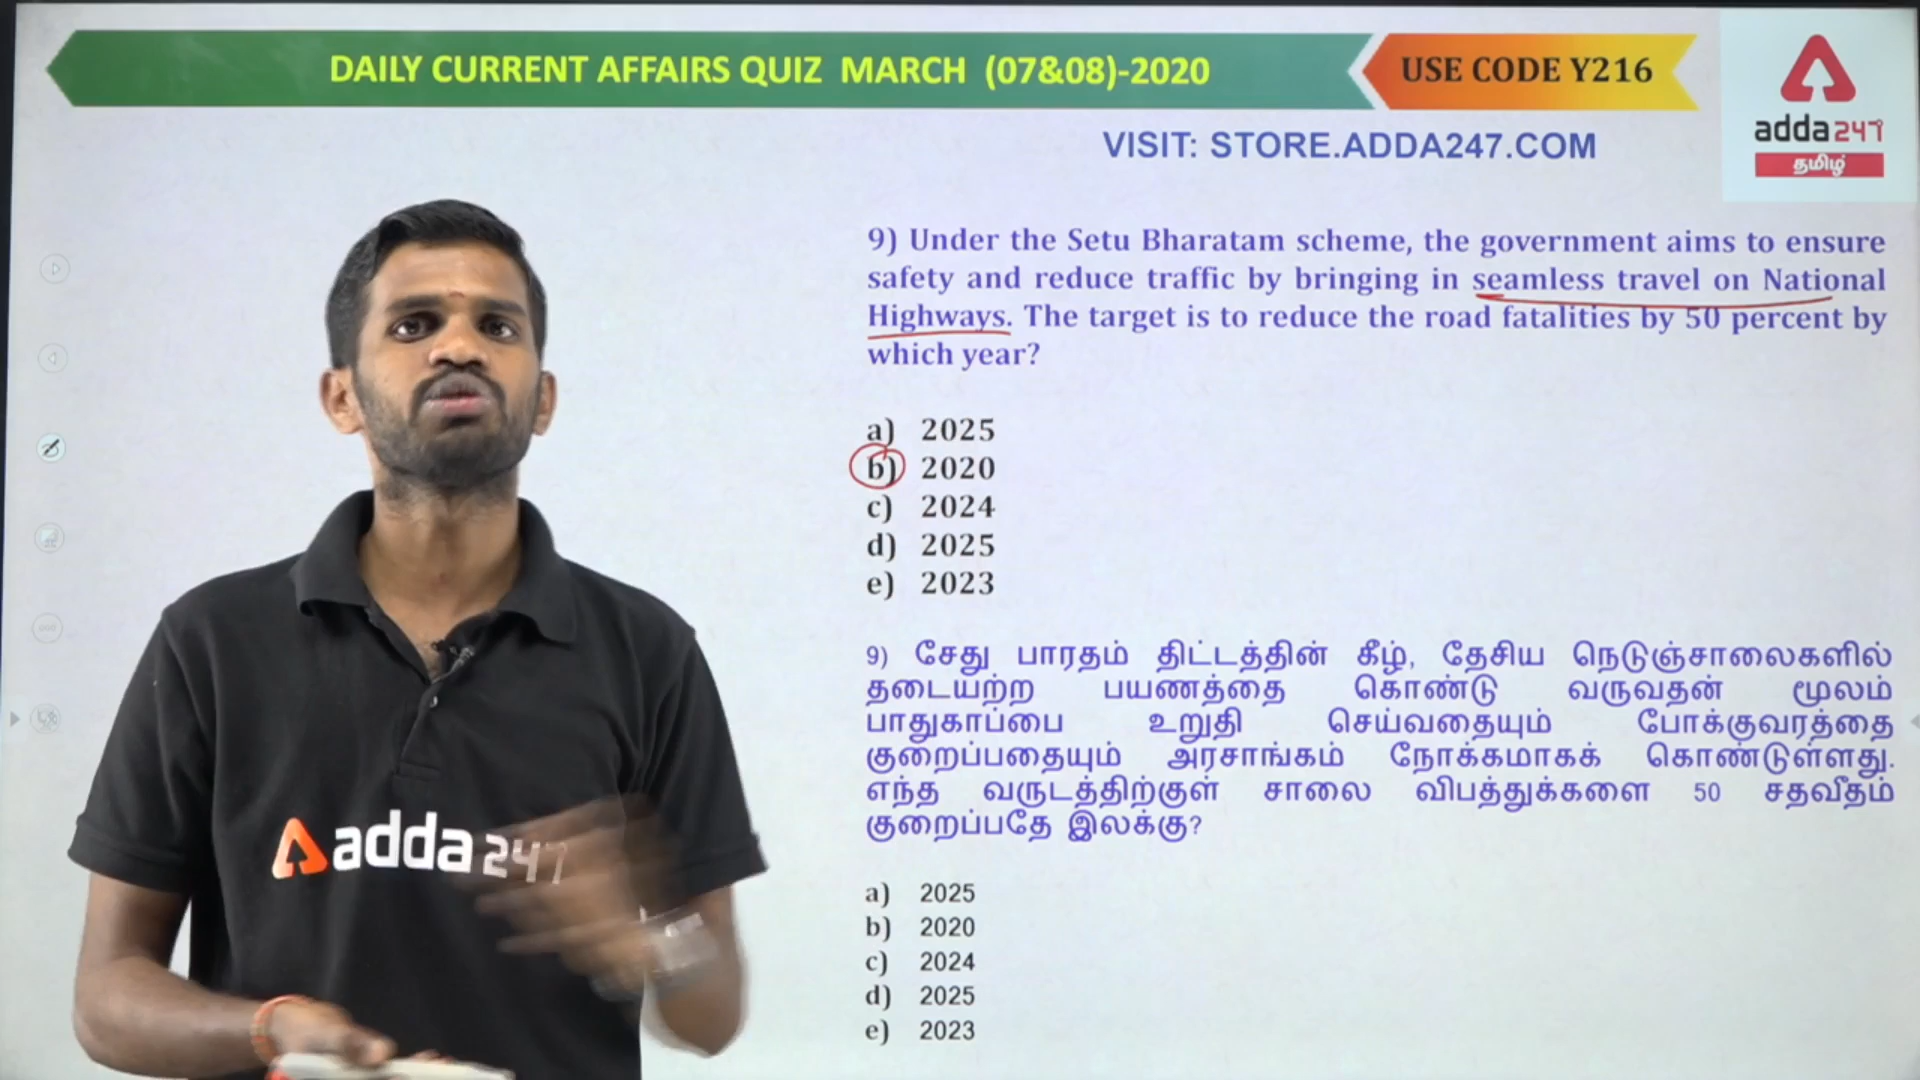 DAILY CURRENT AFFAIRS QUIZ MARCH (07&08)-2020
USE CODE Y216
adda247
தமிழ்
VISIT: STORE.ADDA247.COM
9) Under the Setu Bharatam scheme, the government aims to ensure
safety and reduce traffic by bringing in seamless travel on National
Highways. The target is to reduce the road fatalities by 50 percent by
which year?
a) 2025
b) 2020
c) 2024
d) 2025
e) 2023
9) சேது பாரதம் திட்டத்தின் கீழ், தேசிய நெடுஞ்சாலைகளில்
தடையற்ற பயணத்தை கொண்டு வருவதன் மூலம்
பாதுகாப்பை உறுதி செய்வதையும் போக்குவரத்தை
குறைப்பதையும் அரசாங்கம் நோக்கமாகக் கொண்டுள்ளது.
எந்த வருடத்திற்குள் சாலை விபத்துக்களை 50 சதவீதம்
குறைப்பதே இலக்கு?
a) 2025
b) 2020
c) 2024
d) 2025
e) 2023
adda247